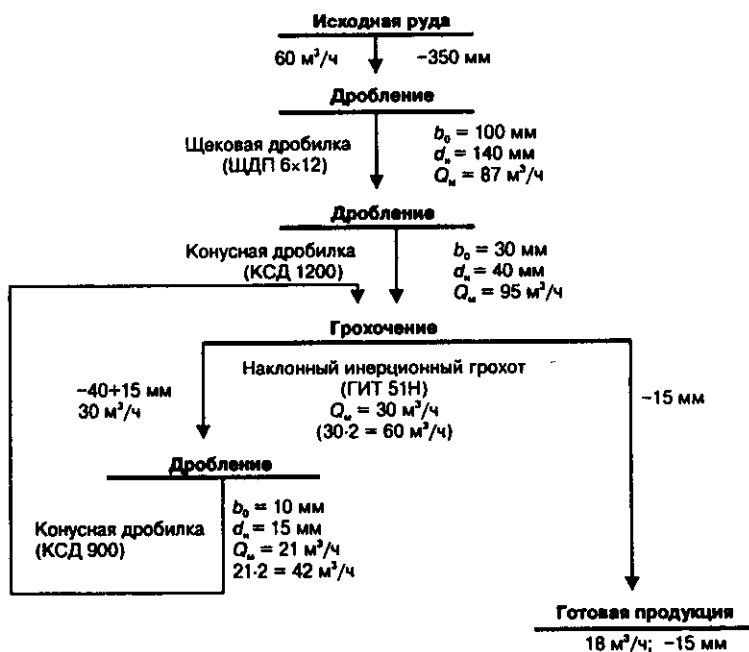 Исходная руда
60 м³/ч −350 мм
Дробление
Щековая дробилка
(ЩДП 6×12)
b₀ = 100 мм
dₙ = 140 мм
Qₘ = 87 м³/ч
Дробление
Конусная дробилка
(КСД 1200)
b₀ = 30 мм
dₙ = 40 мм
Qₘ = 95 м³/ч
Грохочение
Наклонный инерционный грохот
(ГИТ 51Н)
Qₘ = 30 м³/ч
(30·2 = 60 м³/ч)
−40+15 мм
30 м³/ч
−15 мм
Дробление
Конусная дробилка
(КСД 900)
b₀ = 10 мм
dₙ = 15 мм
Qₘ = 21 м³/ч
21·2 = 42 м³/ч
Готовая продукция
18 м³/ч; −15 мм